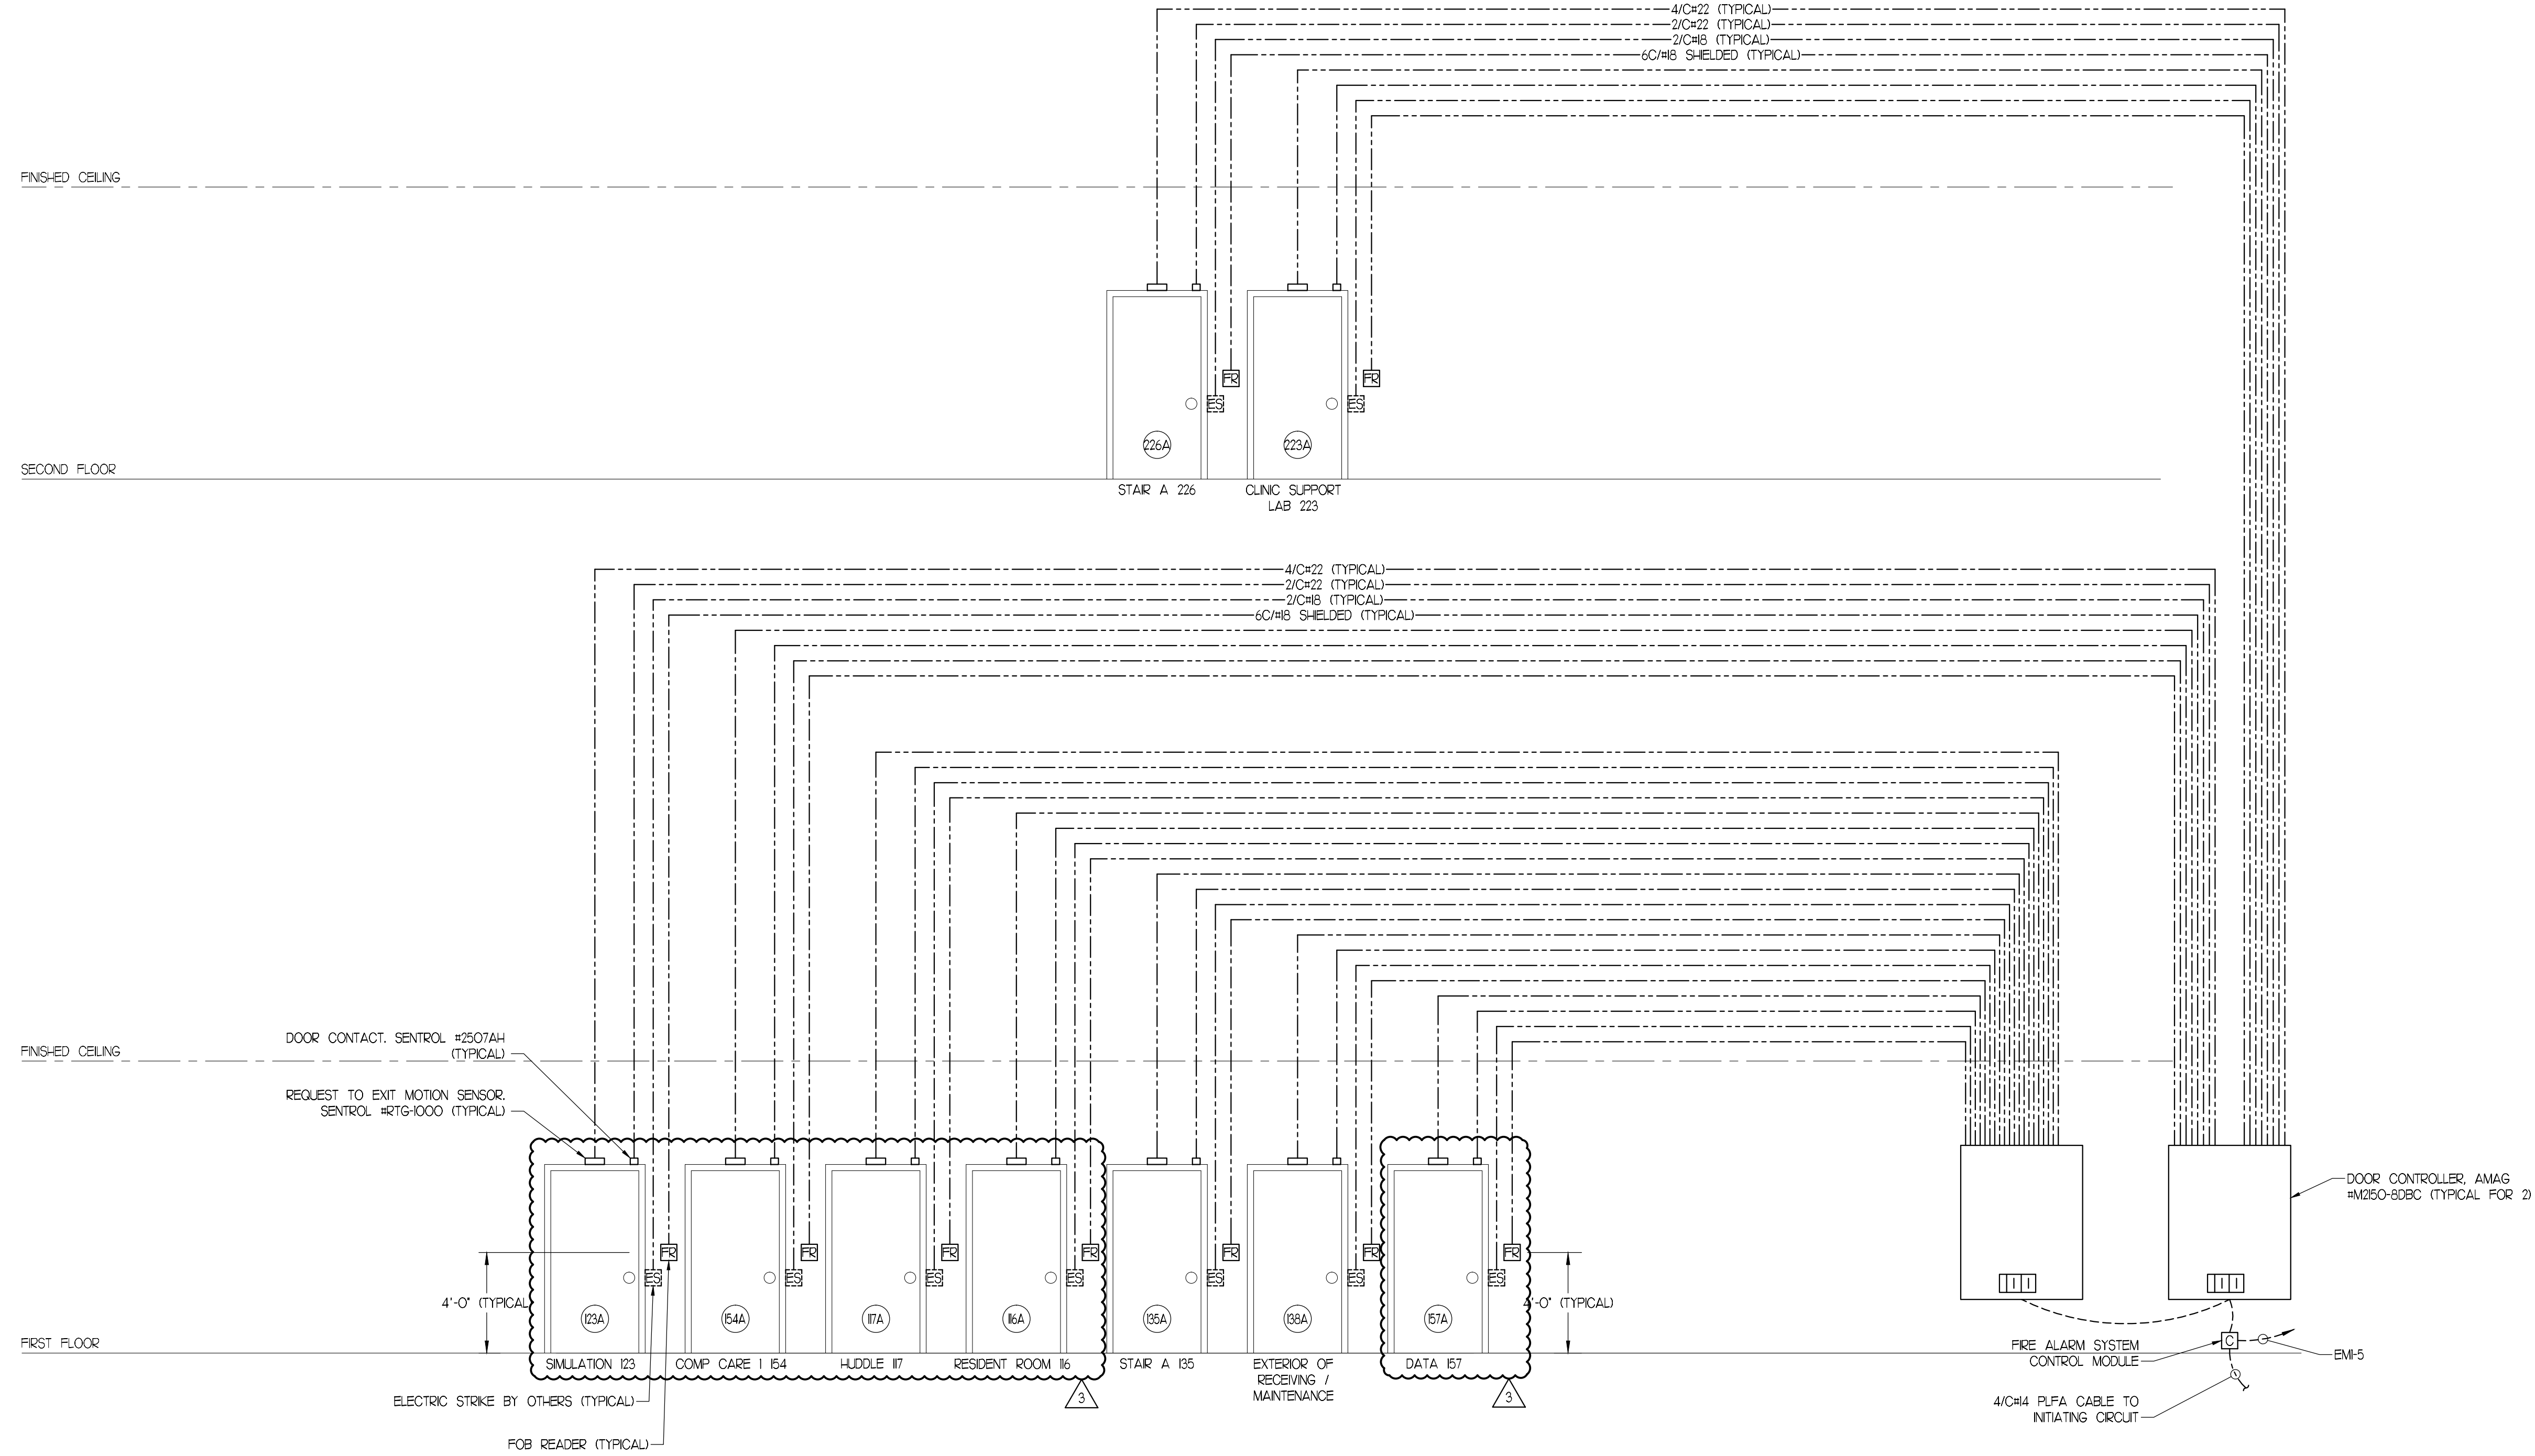 4/C#22 (TYPICAL)
2/C#22 (TYPICAL)
2/C#18 (TYPICAL)
6C/#18 SHIELDED (TYPICAL)
FINISHED CEILING
FR
FR
ES
ES
226A
223A
SECOND FLOOR
STAIR A 226
CLINIC SUPPORT
LAB 223
4/C#22 (TYPICAL)
2/C#22 (TYPICAL)
2/C#18 (TYPICAL)
6C/#18 SHIELDED (TYPICAL)
DOOR CONTACT. SENTROL #2507AH
(TYPICAL)
FINISHED CEILING
REQUEST TO EXIT MOTION SENSOR.
SENTROL #RTG-1000 (TYPICAL)
DOOR CONTROLLER, AMAG
#M2150-8DBC (TYPICAL FOR 2)
FR
FR
FR
FR
FR
FR
FR
ES
ES
ES
ES
ES
ES
ES
4'-0" (TYPICAL
4'-0" (TYPICAL)
123A
154A
117A
116A
135A
138A
157A
FIRST FLOOR
SIMULATION 123
COMP CARE 1 154
HUDDLE 117
RESIDENT ROOM 116
STAIR A 135
EXTERIOR OF
RECEIVING /
MAINTENANCE
DATA 157
3
3
FIRE ALARM SYSTEM
CONTROL MODULE
C
EM1-5
4/C#14 PLFA CABLE TO
INITIATING CIRCUIT
ELECTRIC STRIKE BY OTHERS (TYPICAL)
FOB READER (TYPICAL)